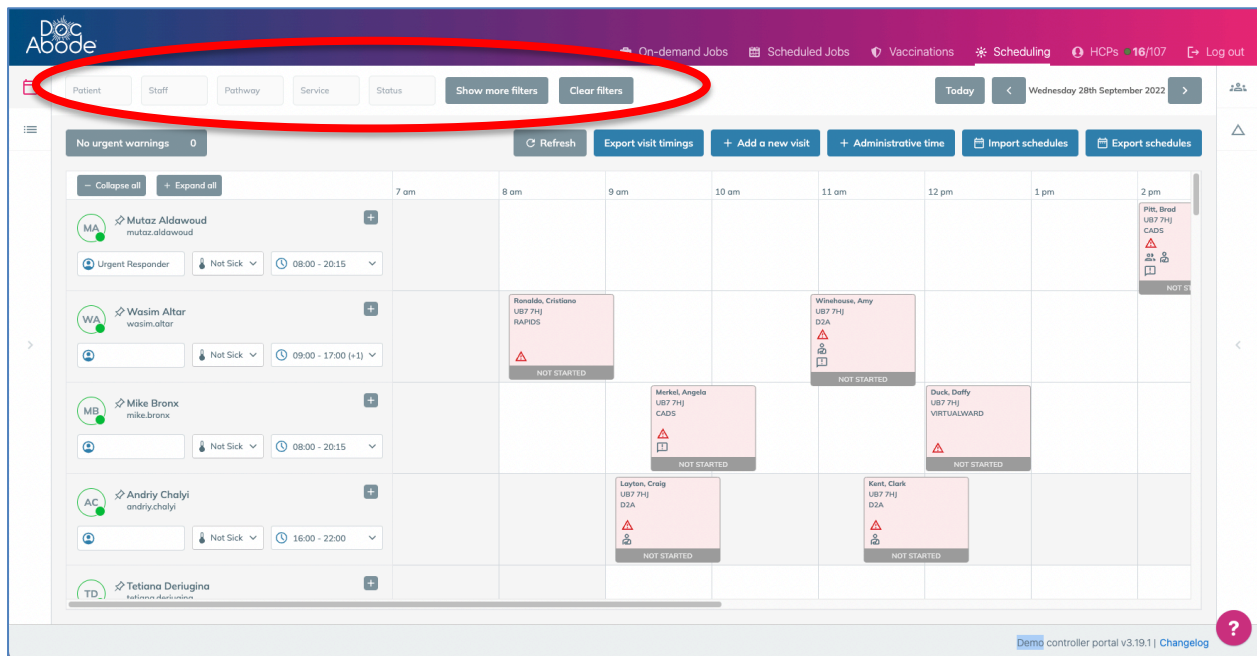 Doc
Abode
On-demand Jobs Scheduled Jobs Vaccinations Scheduling HCPs 16/107 Log out
Patient Staff Pathway Service Status Show more filters Clear filters Today < Wednesday 28th September 2022 >
No urgent warnings 0 Refresh Export visit timings + Add a new visit + Administrative time Import schedules Export schedules
− Collapse all + Expand all 7 am 8 am 9 am 10 am 11 am 12 pm 1 pm 2 pm
MA
Mutaz Aldawoud
mutaz.aldawoud
Urgent Responder Not Sick 08:00 - 20:15
Pitt, Brad
UB7 7HJ
CADS
WA
Wasim Altar
wasim.altar
Not Sick 09:00 - 17:00 (+1)
Ronaldo, Cristiano
UB7 7HJ
RAPIDS
NOT STARTED
Winehouse, Amy
UB7 7HJ
D2A
NOT STARTED
MB
Mike Bronx
mike.bronx
Not Sick 08:00 - 20:15
Merkel, Angela
UB7 7HJ
CADS
NOT STARTED
Duck, Daffy
UB7 7HJ
VIRTUALWARD
NOT STARTED
AC
Andriy Chalyi
andriy.chalyi
Not Sick 16:00 - 22:00
Layton, Craig
UB7 7HJ
D2A
NOT STARTED
Kent, Clark
UB7 7HJ
D2A
NOT STARTED
TD
Tetiana Deriugina
tetiana.deriugina
?
Demo controller portal v3.19.1 | Changelog